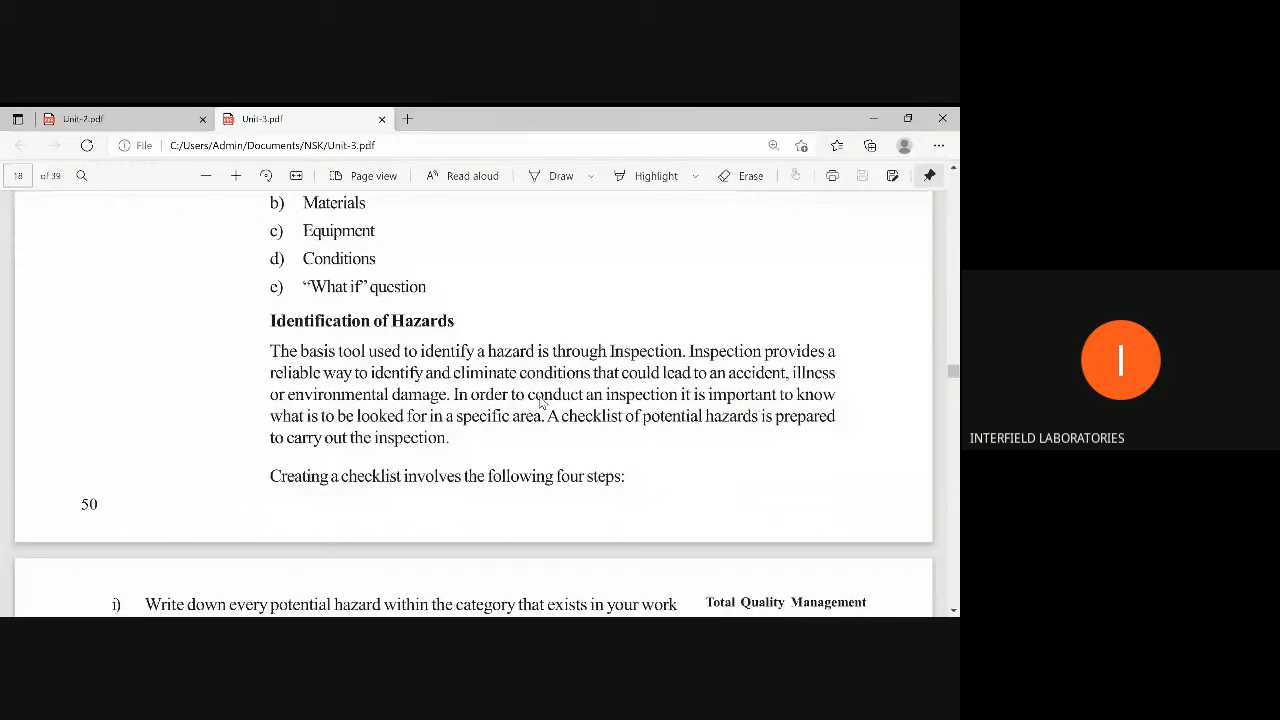 Unit-2.pdf
Unit-3.pdf
File C:/Users/Admin/Documents/NSK/Unit-3.pdf
18 of 39 Page view Read aloud Draw Highlight Erase
b) Materials
c) Equipment
d) Conditions
e) “What if” question
Identification of Hazards
The basis tool used to identify a hazard is through Inspection. Inspection provides a
reliable way to identify and eliminate conditions that could lead to an accident, illness
or environmental damage. In order to conduct an inspection it is important to know
what is to be looked for in a specific area. A checklist of potential hazards is prepared
to carry out the inspection.
Creating a checklist involves the following four steps:
50
i) Write down every potential hazard within the category that exists in your work
Total Quality Management
I
INTERFIELD LABORATORIES